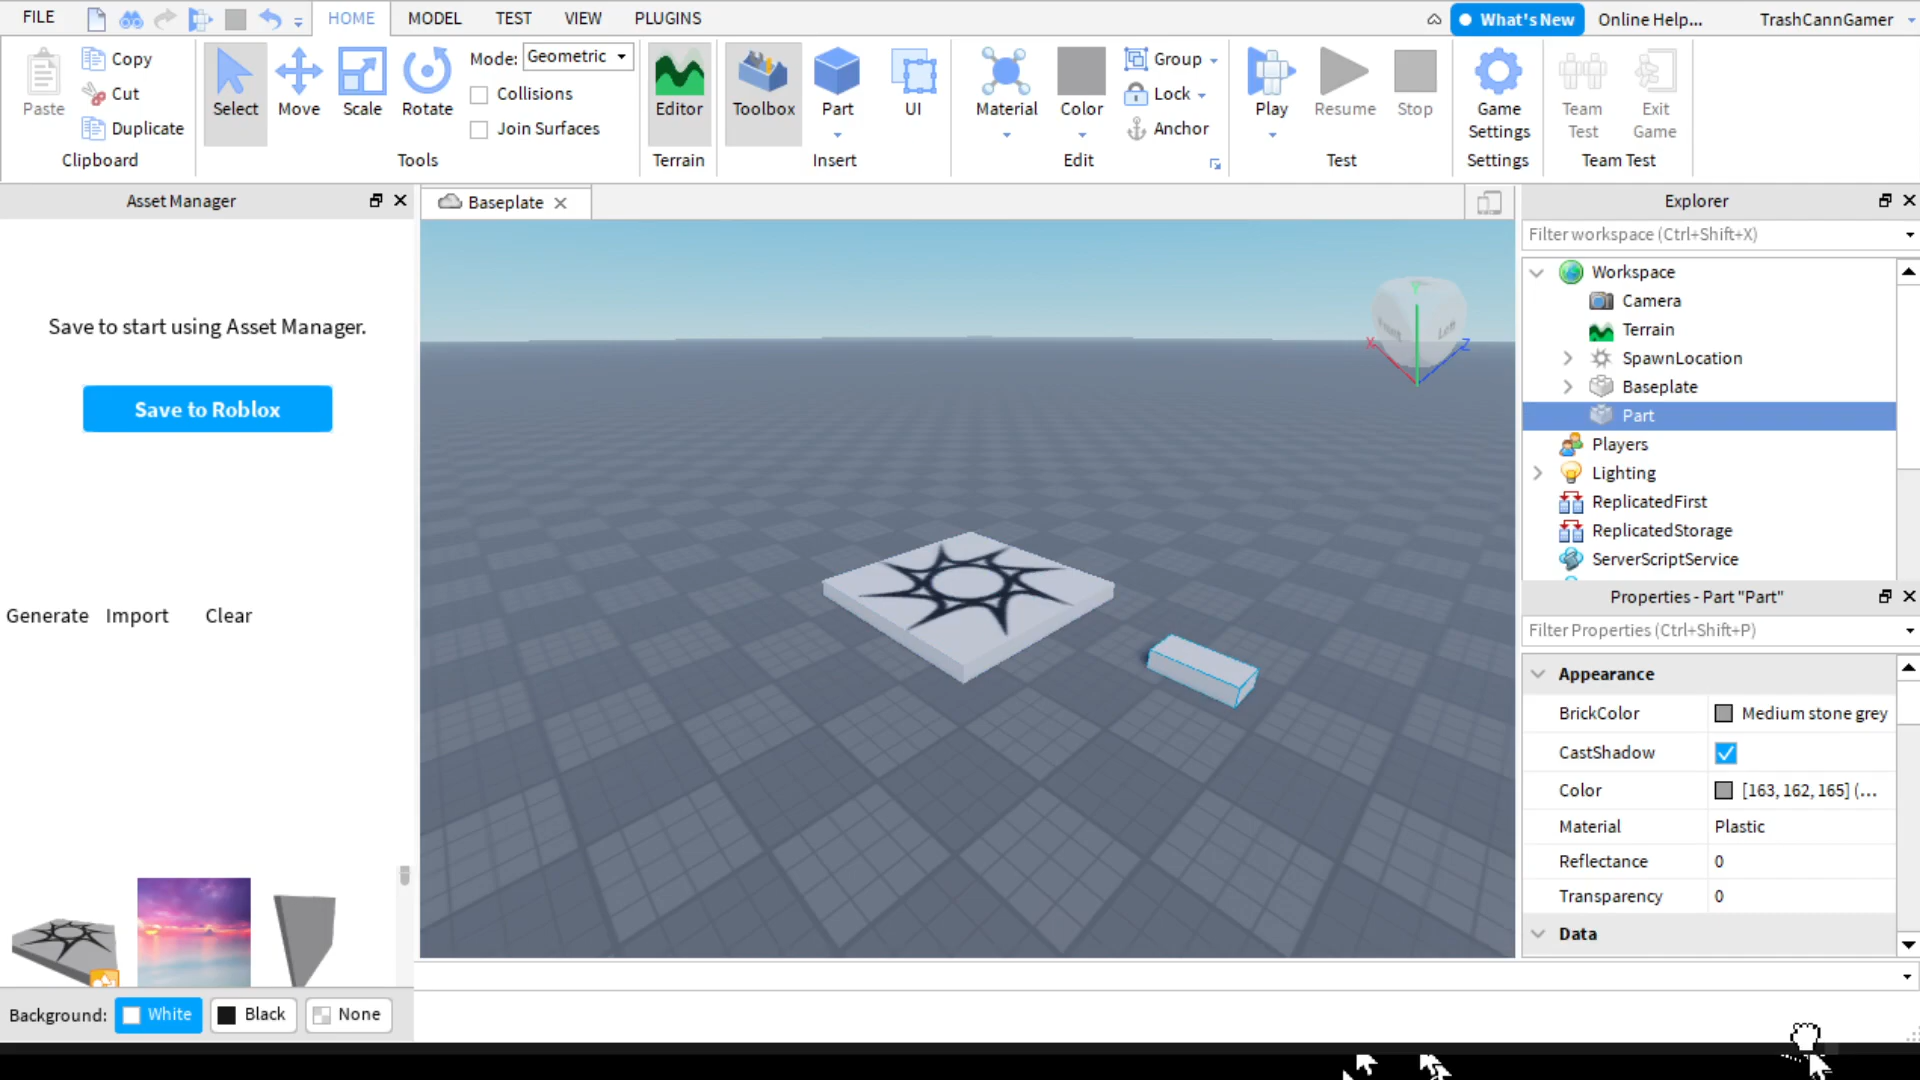 FILE
HOME
MODEL
TEST
VIEW
PLUGINS
What's New
Online Help...
TrashCannGamer
Paste
Copy
Cut
Duplicate
Clipboard
Select
Move
Scale
Rotate
Mode: Geometric
Collisions
Join Surfaces
Tools
Editor
Terrain
Toolbox
Part
UI
Insert
Material
Color
Group
Lock
Anchor
Edit
Play
Resume
Stop
Test
Game
Settings
Settings
Team
Test
Exit
Game
Team Test
Asset Manager
Save to start using Asset Manager.
Save to Roblox
Generate Import Clear
Background: White Black None
Baseplate
Y
X
Z
Left
Explorer
Filter workspace (Ctrl+Shift+X)
Workspace
Camera
Terrain
SpawnLocation
Baseplate
Part
Players
Lighting
ReplicatedFirst
ReplicatedStorage
ServerScriptService
Properties - Part "Part"
Filter Properties (Ctrl+Shift+P)
Appearance
BrickColor Medium stone grey
CastShadow
Color [163, 162, 165] (...
Material Plastic
Reflectance 0
Transparency 0
Data